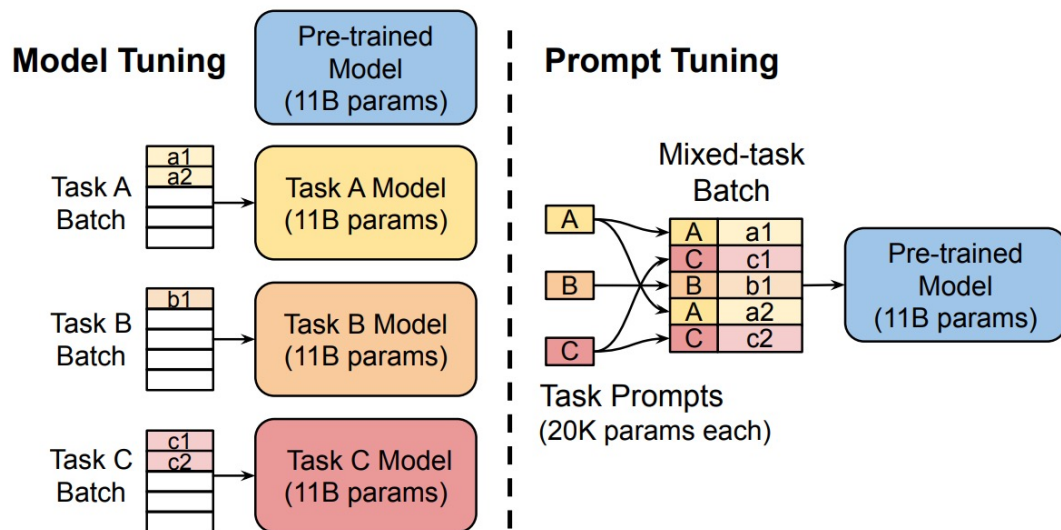 Model Tuning
Pre-trained
Model
(11B params)
Task A
Batch
a1
a2
Task A Model
(11B params)
Task B
Batch
b1
Task B Model
(11B params)
Task C
Batch
c1
c2
Task C Model
(11B params)
Prompt Tuning
Mixed-task
Batch
A
B
C
A a1
C c1
B b1
A a2
C c2
Task Prompts
(20K params each)
Pre-trained
Model
(11B params)